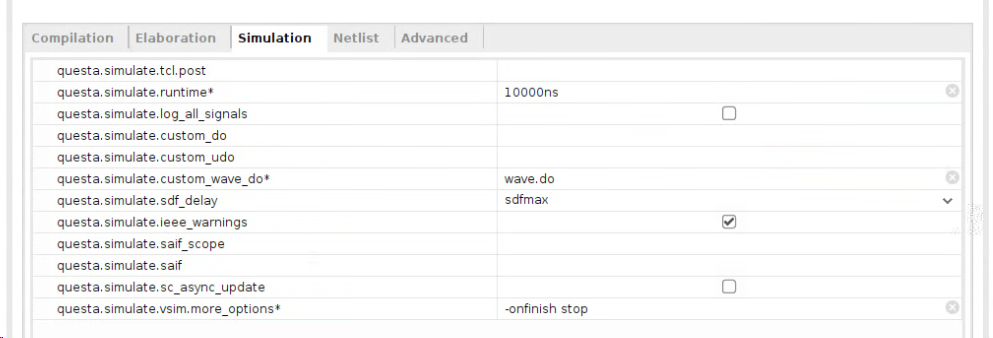 Compilation Elaboration Simulation Netlist Advanced
questa.simulate.tcl.post
questa.simulate.runtime* 10000ns
questa.simulate.log_all_signals
questa.simulate.custom_do
questa.simulate.custom_udo
questa.simulate.custom_wave_do* wave.do
questa.simulate.sdf_delay sdfmax
questa.simulate.ieee_warnings
questa.simulate.saif_scope
questa.simulate.saif
questa.simulate.sc_async_update
questa.simulate.vsim.more_options* -onfinish stop